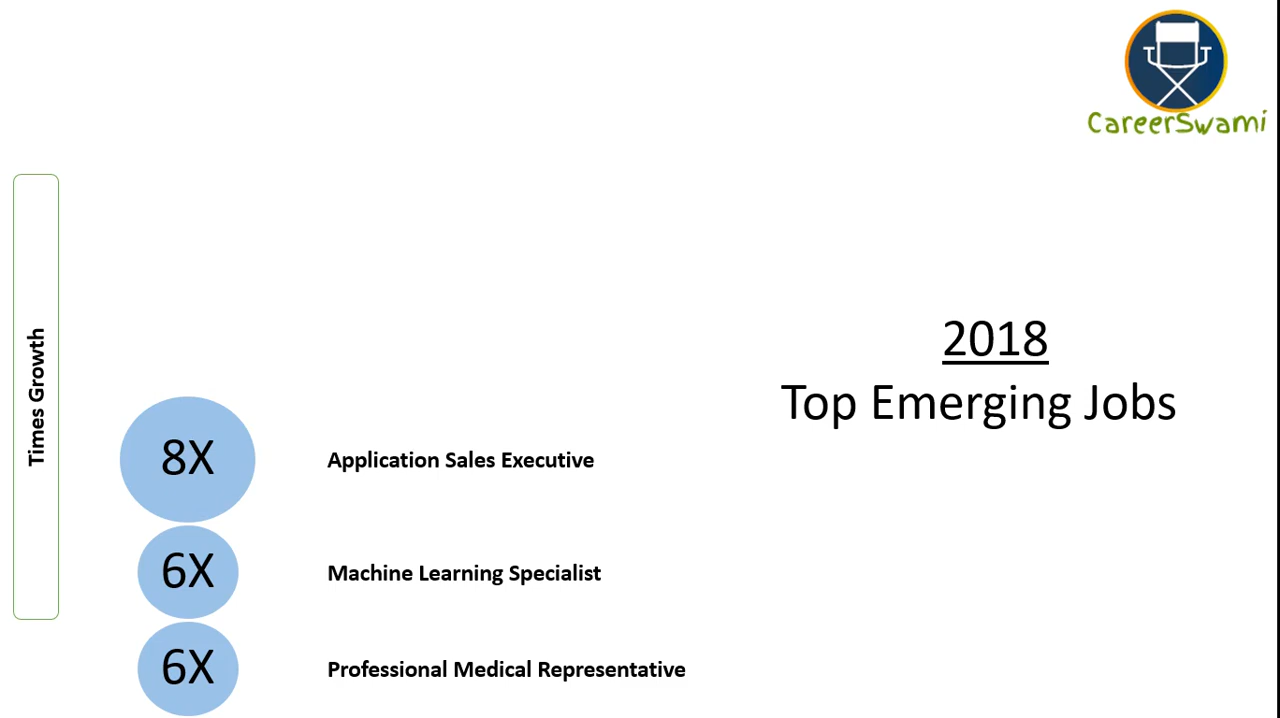 CareerSwami
Times Growth
2018
Top Emerging Jobs
8X Application Sales Executive
6X Machine Learning Specialist
6X Professional Medical Representative